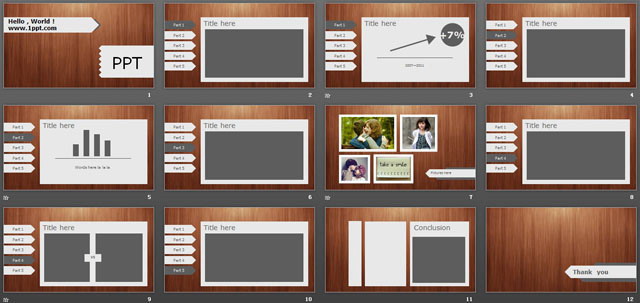 Hello , World !
www.1ppt.com
PPT
1
Part 1
Part 2
Part 3
Part 4
Part 5
Title here
2
Part 1
Part 2
Part 3
Part 4
Part 5
Title here
+7%
2007—2011
3
Part 1
Part 2
Part 3
Part 4
Part 5
Title here
4
Part 1
Part 2
Part 3
Part 4
Part 5
Title here
Words here la la la
5
Part 1
Part 2
Part 3
Part 4
Part 5
Title here
6
take a smile
Pictures here
7
Part 1
Part 2
Part 3
Part 4
Part 5
Title here
8
Part 1
Part 2
Part 3
Part 4
Part 5
Title here
9
Part 1
Part 2
Part 3
Part 4
Part 5
Title here
10
Conclusion
11
Thank you
12